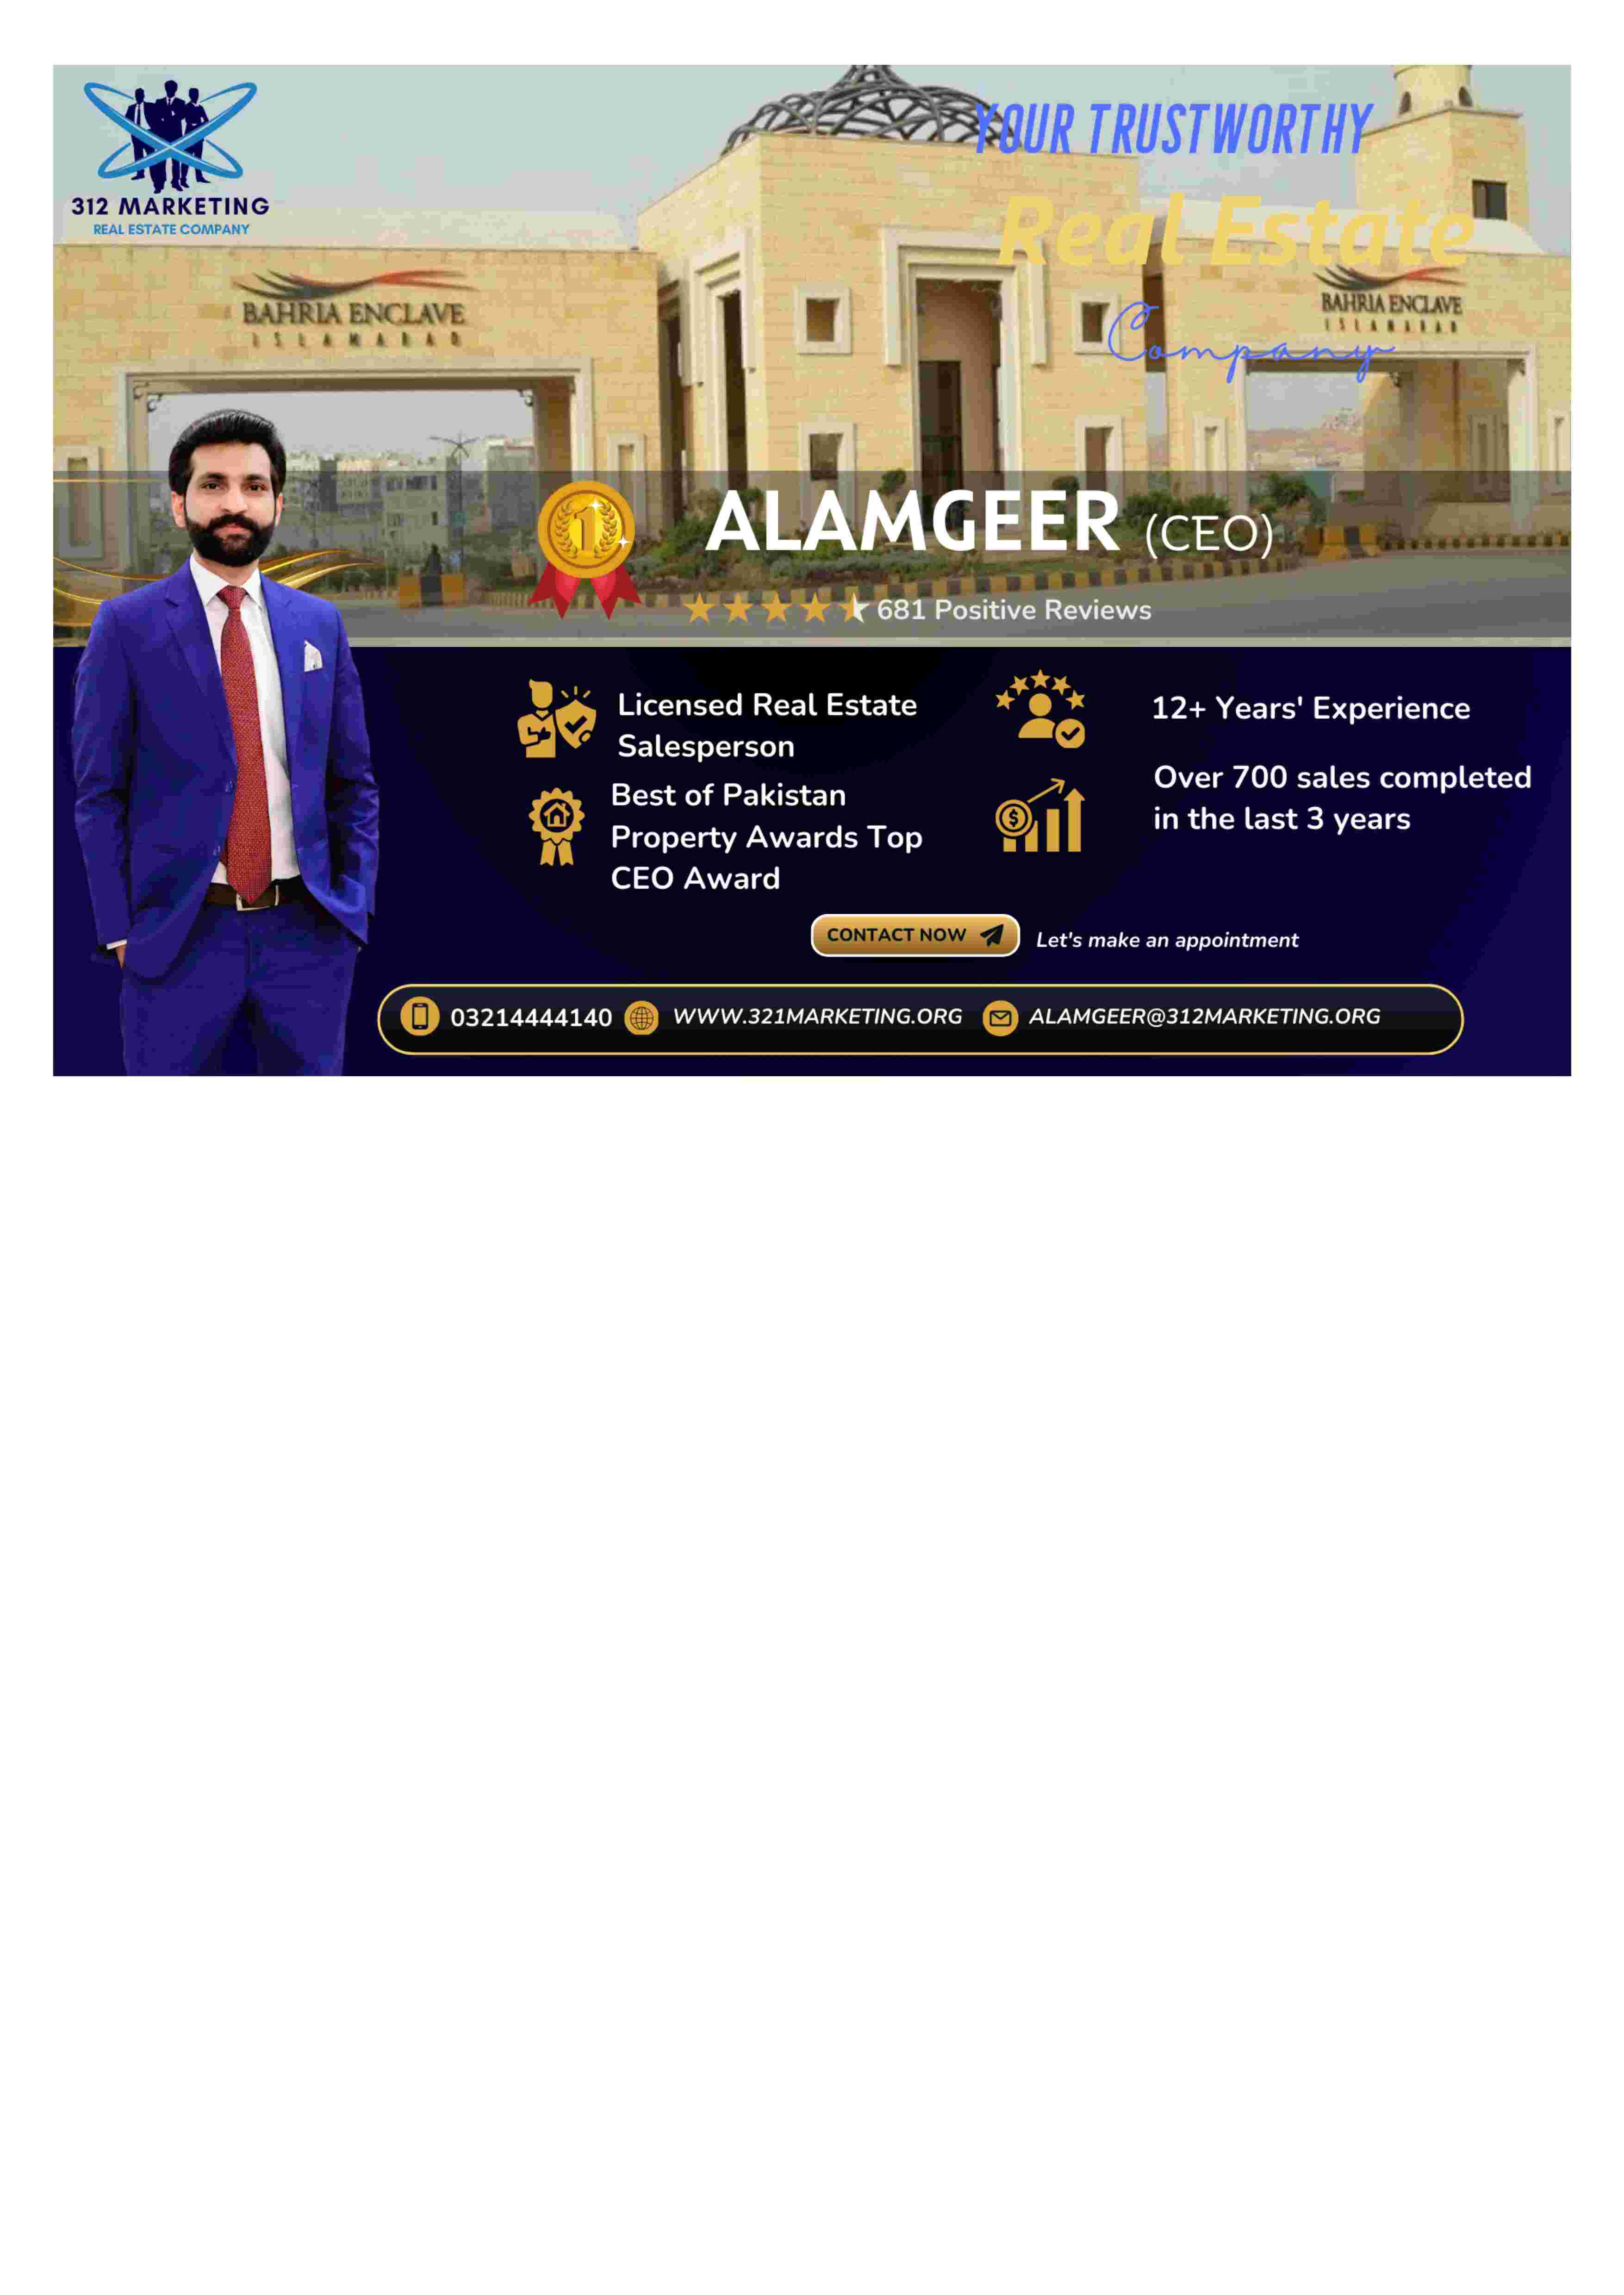 312 MARKETING
REAL ESTATE COMPANY
YOUR TRUSTWORTHY
Real Estate
Company
BAHRIA ENCLAVE
ISLAMABAD
BAHRIA ENCLAVE
ISLAMABAD
ALAMGEER (CEO)
681 Positive Reviews
1
Licensed Real Estate
Salesperson
Best of Pakistan
Property Awards Top
CEO Award
12+ Years' Experience
Over 700 sales completed
in the last 3 years
CONTACT NOW
Let's make an appointment
03214444140
WWW.321MARKETING.ORG
ALAMGEER@312MARKETING.ORG